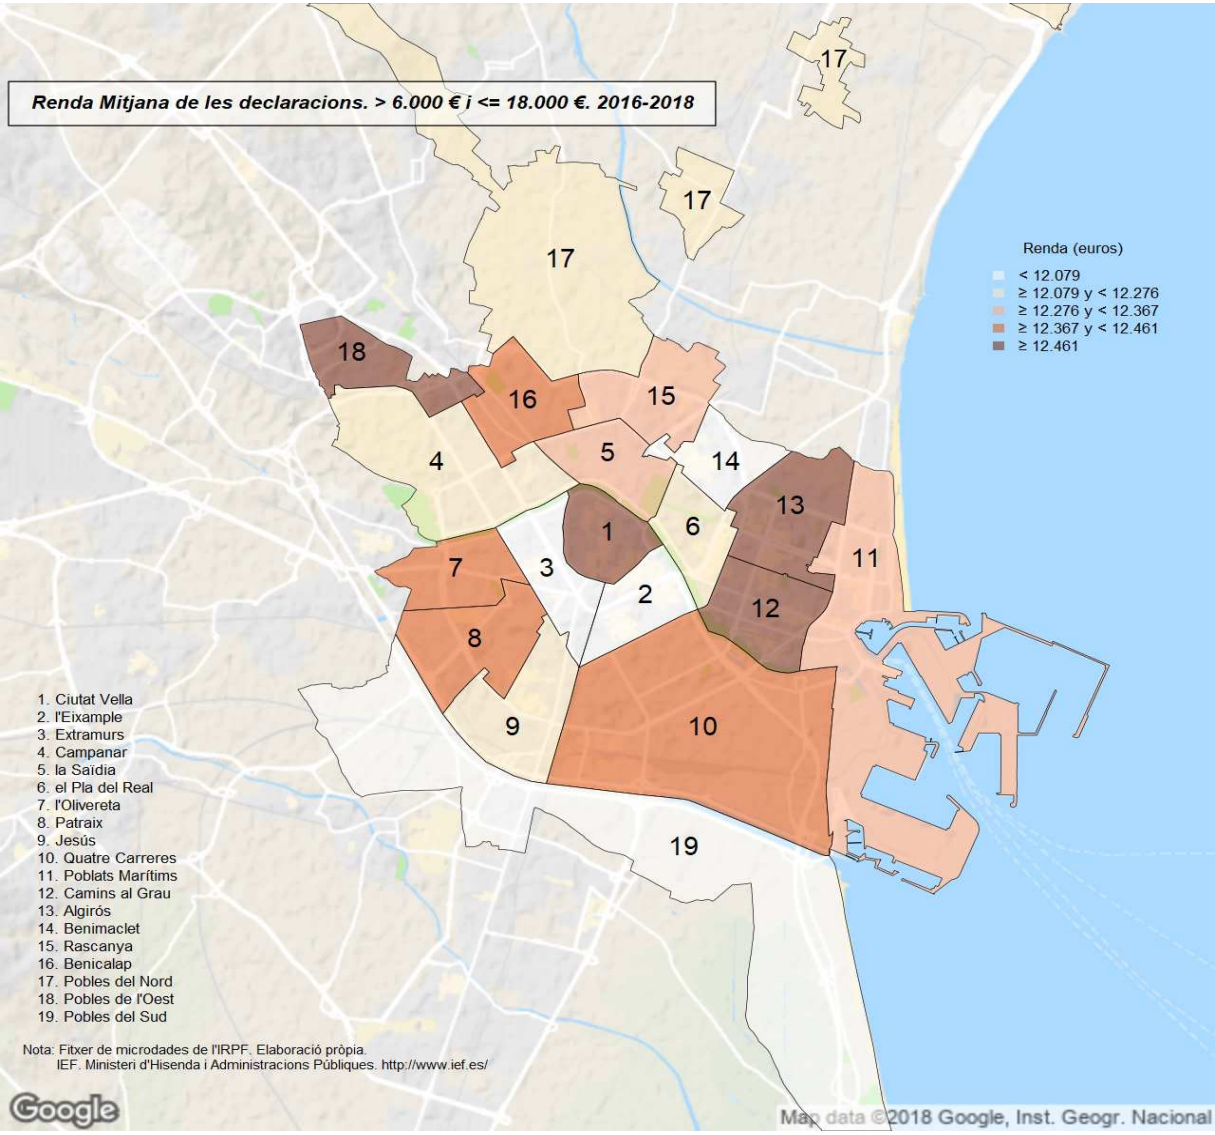 17
Renda Mitjana de les declaracions. > 6.000 € i <= 18.000 €. 2016-2018
17
17
Renda (euros)
< 12.079
≥ 12.079 y < 12.276
≥ 12.276 y < 12.367
≥ 12.367 y < 12.461
≥ 12.461
18
16
15
5
4
14
13
1
6
11
7
3
2
12
8
9
10
19
1. Ciutat Vella
2. l'Eixample
3. Extramurs
4. Campanar
5. la Saïdia
6. el Pla del Real
7. l'Olivereta
8. Patraix
9. Jesús
10. Quatre Carreres
11. Poblats Marítims
12. Camins al Grau
13. Algirós
14. Benimaclet
15. Rascanya
16. Benicalap
17. Pobles del Nord
18. Pobles de l'Oest
19. Pobles del Sud
Nota: Fitxer de microdades de l'IRPF. Elaboració pròpia.
IEF. Ministeri d'Hisenda i Administracions Públiques. http://www.ief.es/
Google
Map data ©2018 Google, Inst. Geogr. Nacional